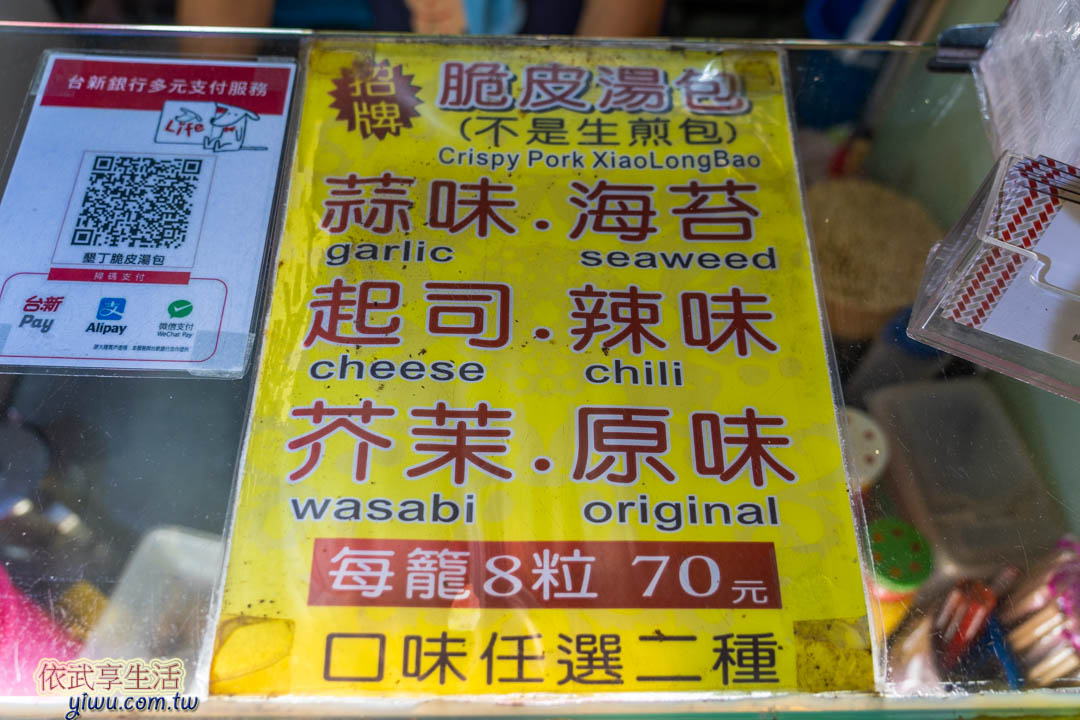 台新銀行多元支付服務
Life
墾丁脆皮湯包
掃碼支付
台新 Pay
Alipay
微信支付
WeChat Pay
招牌
脆皮湯包
(不是生煎包)
Crispy Pork XiaoLongBao
蒜味．海苔
garlic seaweed
起司．辣味
cheese chili
芥茉．原味
wasabi original
每籠8粒 70元
口味任選二種
依武享生活
yiwu.com.tw